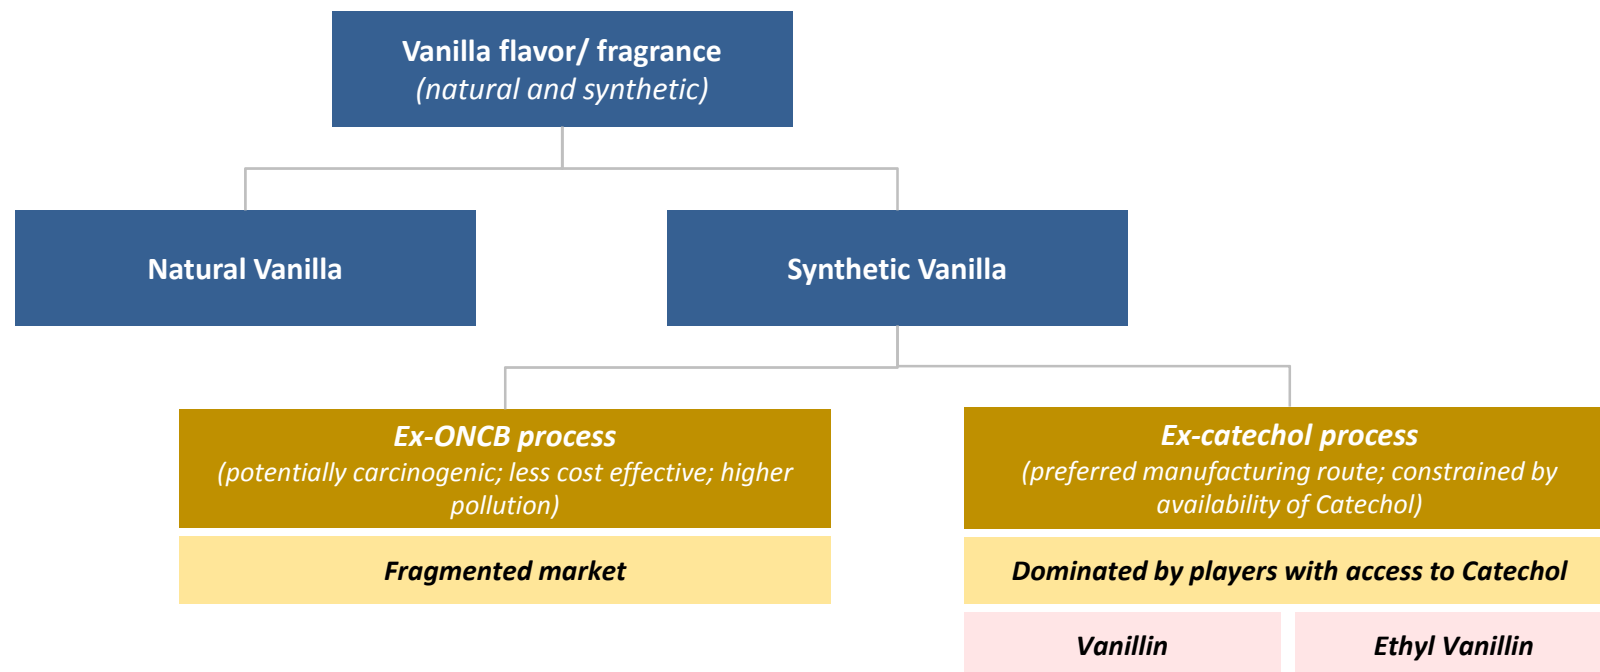 Vanilla flavor/ fragrance
(natural and synthetic)
Natural Vanilla
Synthetic Vanilla
Ex-ONCB process
(potentially carcinogenic; less cost effective; higher
pollution)
Fragmented market
Ex-catechol process
(preferred manufacturing route; constrained by
availability of Catechol)
Dominated by players with access to Catechol
Vanillin
Ethyl Vanillin